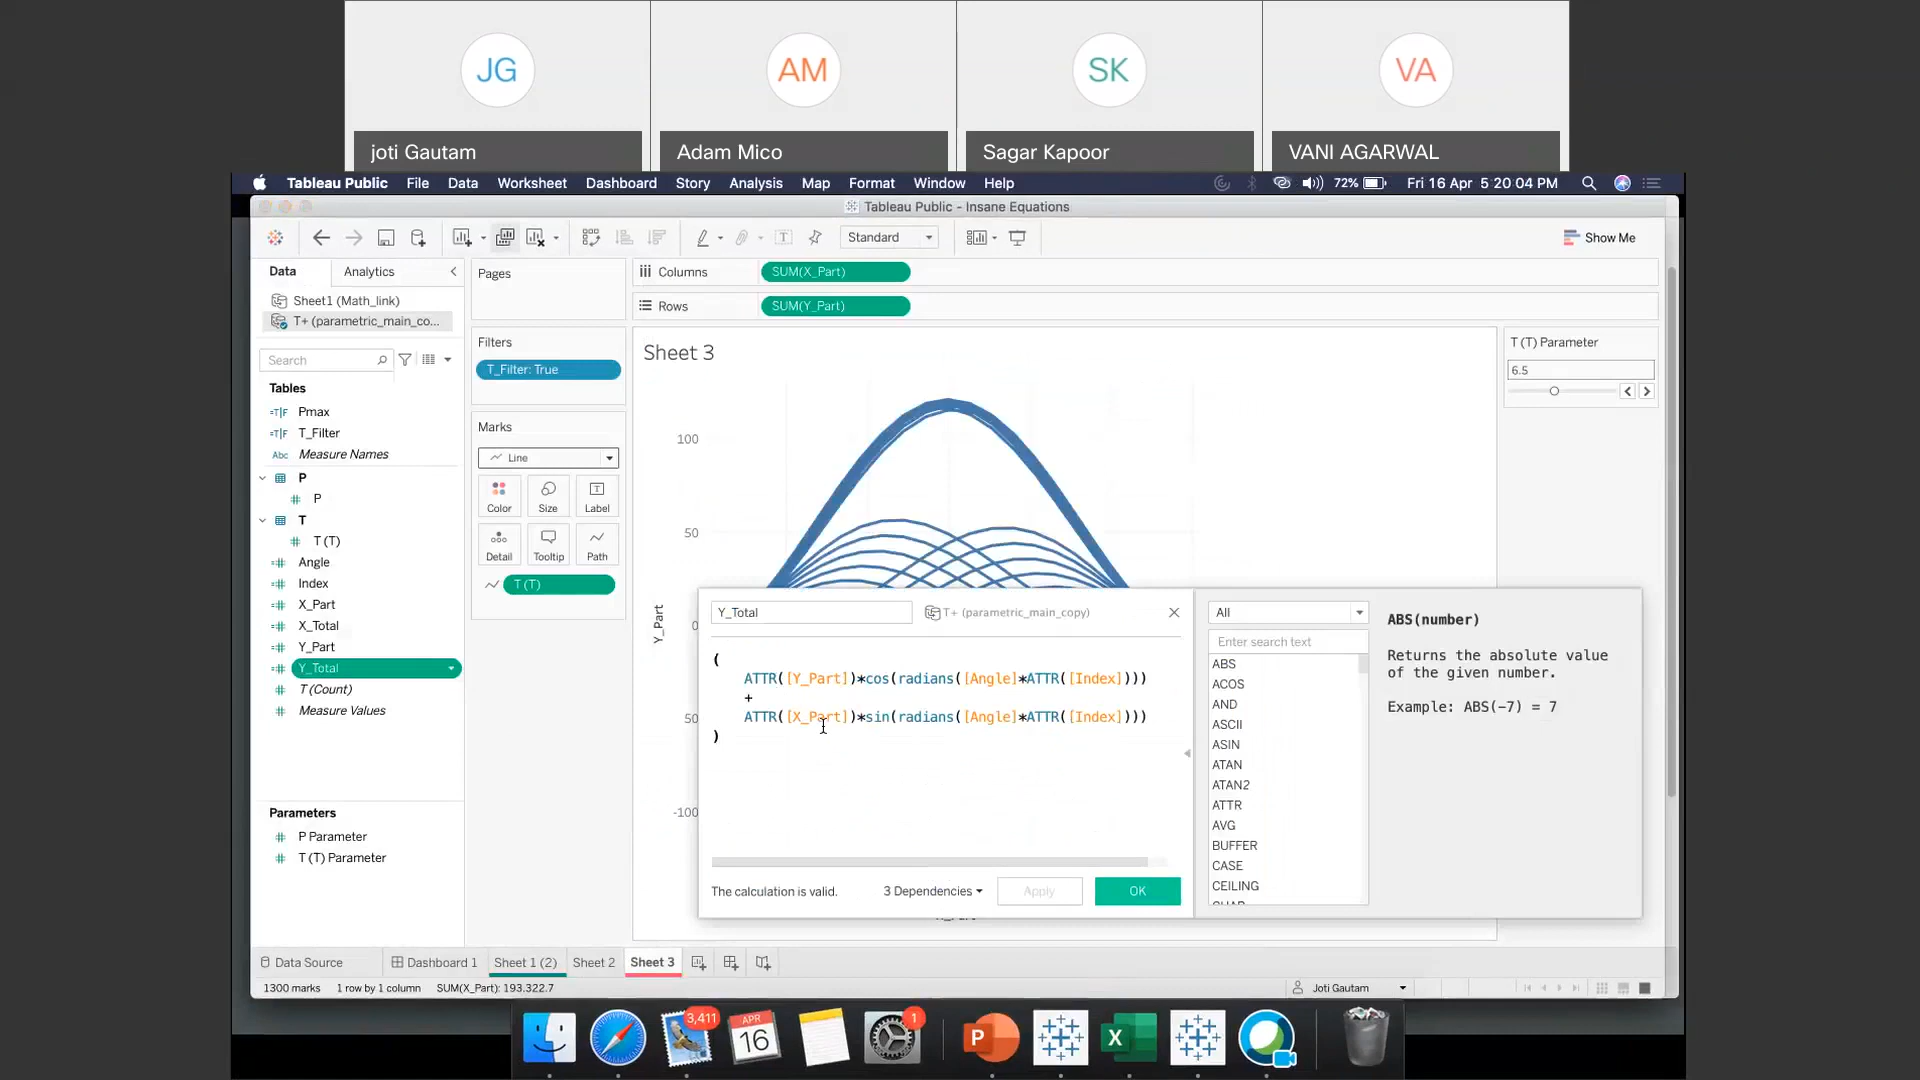 JG
AM
SK
VA
joti Gautam
Adam Mico
Sagar Kapoor
VANI AGARWAL
Tableau Public File Data Worksheet Dashboard Story Analysis Map Format Window Help 72% Fri 16 Apr 5:20:04 PM
Tableau Public - Insane Equations
Standard
Show Me
Data
Analytics
Sheet1 (Math_link)
T+ (parametric_main_co...
Search
Tables
Pmax
T_Filter
Abc Measure Names
P
P
T
T (T)
Angle
Index
X_Part
X_Total
Y_Part
Y_Total
T (Count)
Measure Values
Parameters
P Parameter
T (T) Parameter
Pages
Filters
T_Filter: True
Marks
Line
Color
Size
Label
Detail
Tooltip
Path
T (T)
Columns
SUM(X_Part)
Rows
SUM(Y_Part)
Sheet 3
100
50
0
50
-100
Y_Part
T (T) Parameter
6.5
Y_Total
T+ (parametric_main_copy)
(
ATTR([Y_Part])*cos(radians([Angle]*ATTR([Index])))
+
ATTR([X_Part])*sin(radians([Angle]*ATTR([Index])))
)
The calculation is valid.
3 Dependencies
Apply
OK
All
Enter search text
ABS
ACOS
AND
ASCII
ASIN
ATAN
ATAN2
ATTR
AVG
BUFFER
CASE
CEILING
ABS(number)
Returns the absolute value
of the given number.
Example: ABS(-7) = 7
Data Source
Dashboard 1
Sheet 1 (2)
Sheet 2
Sheet 3
1300 marks
1 row by 1 column
SUM(X_Part): 193.322.7
Joti Gautam
3,411
APR
16
1
P
X